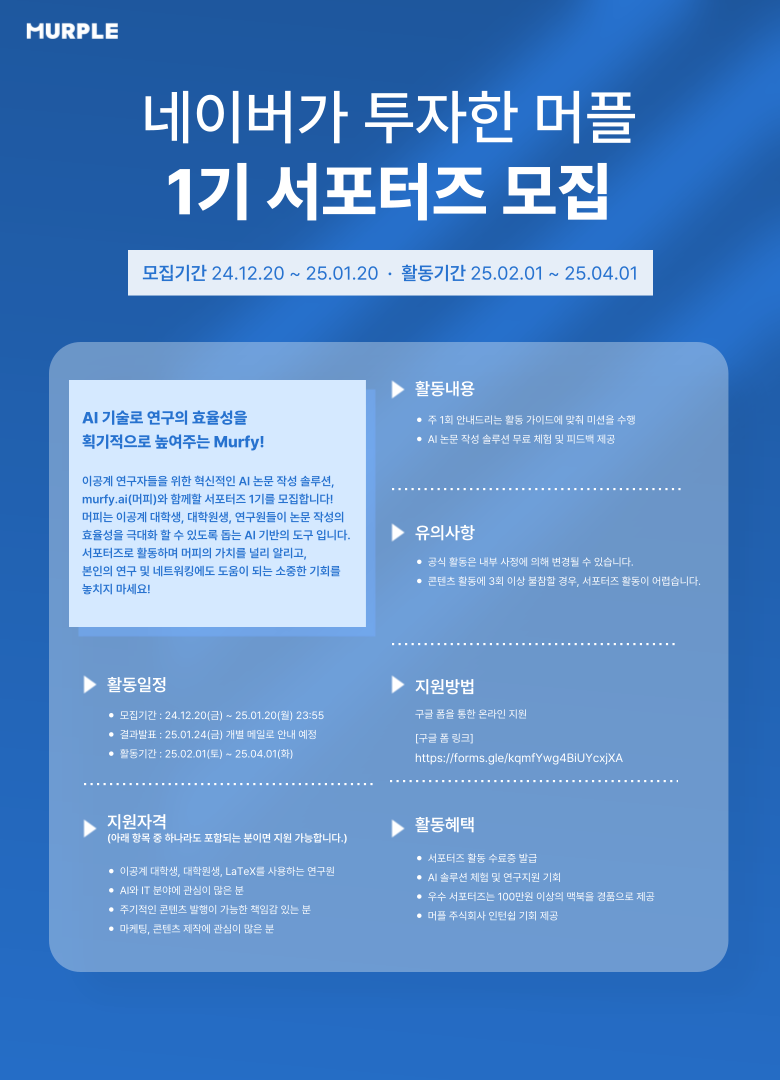 MURPLE
네이버가 투자한 머플
1기 서포터즈 모집
모집기간 24.12.20 ~ 25.01.20 · 활동기간 25.02.01 ~ 25.04.01
AI 기술로 연구의 효율성을
획기적으로 높여주는 Murfy!
이공계 연구자들을 위한 혁신적인 AI 논문 작성 솔루션,
murfy.ai(머피)와 함께할 서포터즈 1기를 모집합니다!
머피는 이공계 대학생, 대학원생, 연구원들이 논문 작성의
효율성을 극대화 할 수 있도록 돕는 AI 기반의 도구 입니다.
서포터즈로 활동하며 머피의 가치를 널리 알리고,
본인의 연구 및 네트워킹에도 도움이 되는 소중한 기회를
놓치지 마세요!
활동일정
• 모집기간 : 24.12.20(금) ~ 25.01.20(월) 23:55
• 결과발표 : 25.01.24(금) 개별 메일로 안내 예정
• 활동기간 : 25.02.01(토) ~ 25.04.01(화)
지원자격
(아래 항목 중 하나라도 포함되는 분이면 지원 가능합니다.)
• 이공계 대학생, 대학원생, LaTeX를 사용하는 연구원
• AI와 IT 분야에 관심이 많은 분
• 주기적인 콘텐츠 발행이 가능한 책임감 있는 분
• 마케팅, 콘텐츠 제작에 관심이 많은 분
활동내용
• 주 1회 안내드리는 활동 가이드에 맞춰 미션을 수행
• AI 논문 작성 솔루션 무료 체험 및 피드백 제공
유의사항
• 공식 활동은 내부 사정에 의해 변경될 수 있습니다.
• 콘텐츠 활동에 3회 이상 불참할 경우, 서포터즈 활동이 어렵습니다.
지원방법
구글 폼을 통한 온라인 지원
[구글 폼 링크]
https://forms.gle/kqmfYwg4BiUYcxjXA
활동혜택
• 서포터즈 활동 수료증 발급
• AI 솔루션 체험 및 연구지원 기회
• 우수 서포터즈는 100만원 이상의 맥북을 경품으로 제공
• 머플 주식회사 인턴쉽 기회 제공